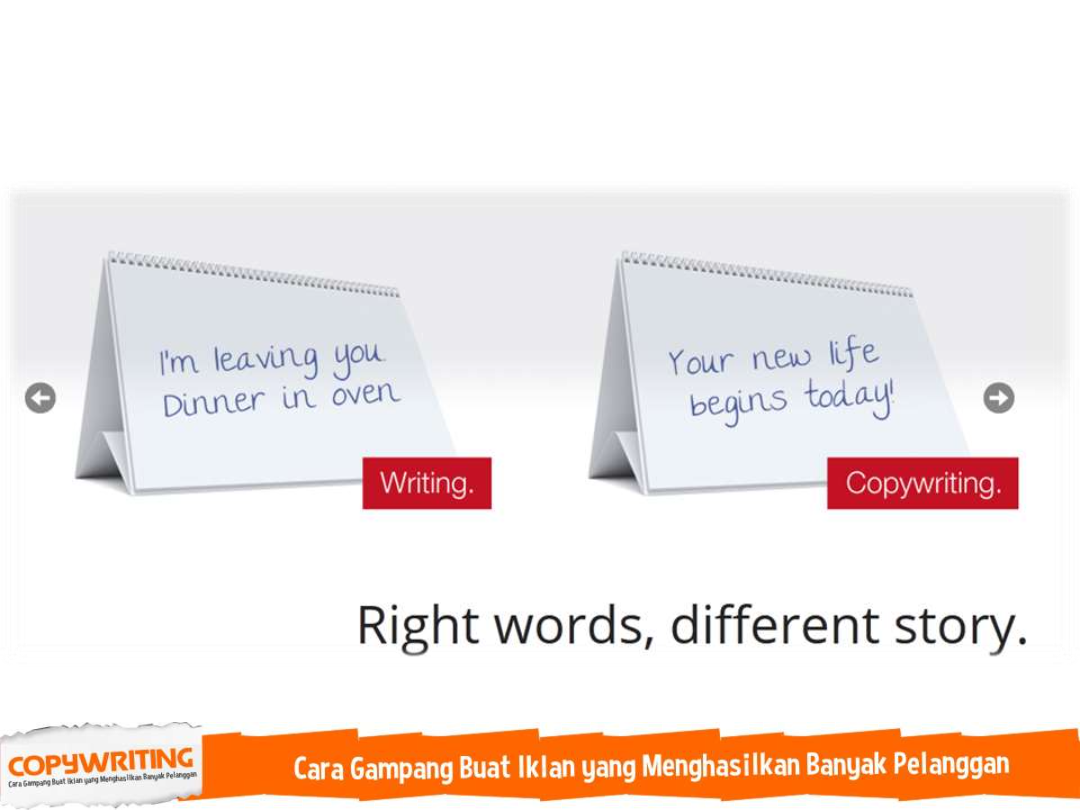 I'm leaving you.
Dinner in oven
Writing.
Your new life
begins today!
Copywriting.
Right words, different story.
COPYWRITING
Cara Gampang Buat Iklan yang Menghasilkan Banyak Pelanggan
Cara Gampang Buat Iklan yang Menghasilkan Banyak Pelanggan